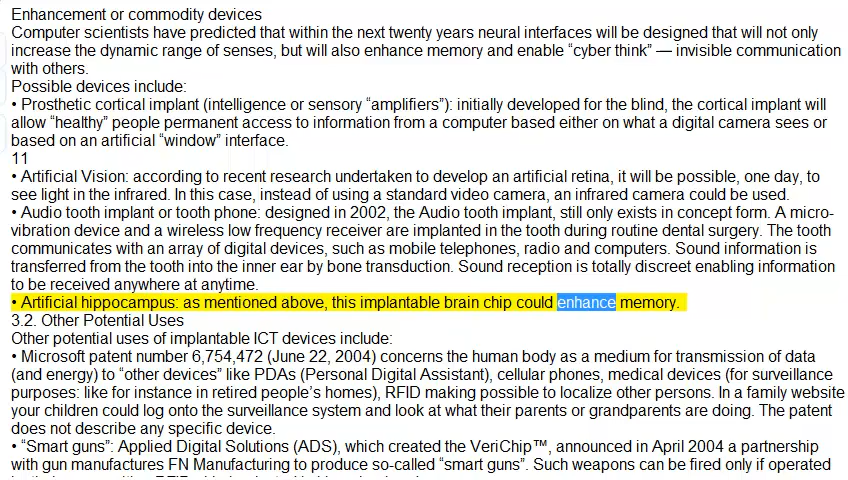 Enhancement or commodity devices
Computer scientists have predicted that within the next twenty years neural interfaces will be designed that will not only
increase the dynamic range of senses, but will also enhance memory and enable “cyber think” — invisible communication
with others.
Possible devices include:
• Prosthetic cortical implant (intelligence or sensory “amplifiers”): initially developed for the blind, the cortical implant will
allow “healthy” people permanent access to information from a computer based either on what a digital camera sees or
based on an artificial “window” interface.
11
• Artificial Vision: according to recent research undertaken to develop an artificial retina, it will be possible, one day, to
see light in the infrared. In this case, instead of using a standard video camera, an infrared camera could be used.
• Audio tooth implant or tooth phone: designed in 2002, the Audio tooth implant, still only exists in concept form. A micro-
vibration device and a wireless low frequency receiver are implanted in the tooth during routine dental surgery. The tooth
communicates with an array of digital devices, such as mobile telephones, radio and computers. Sound information is
transferred from the tooth into the inner ear by bone transduction. Sound reception is totally discreet enabling information
to be received anywhere at anytime.
• Artificial hippocampus: as mentioned above, this implantable brain chip could enhance memory.
3.2. Other Potential Uses
Other potential uses of implantable ICT devices include:
• Microsoft patent number 6,754,472 (June 22, 2004) concerns the human body as a medium for transmission of data
(and energy) to “other devices” like PDAs (Personal Digital Assistant), cellular phones, medical devices (for surveillance
purposes: like for instance in retired people’s homes), RFID making possible to localize other persons. In a family website
your children could log onto the surveillance system and look at what their parents or grandparents are doing. The patent
does not describe any specific device.
• “Smart guns”: Applied Digital Solutions (ADS), which created the VeriChip™, announced in April 2004 a partnership
with gun manufactures FN Manufacturing to produce so-called “smart guns”. Such weapons can be fired only if operated